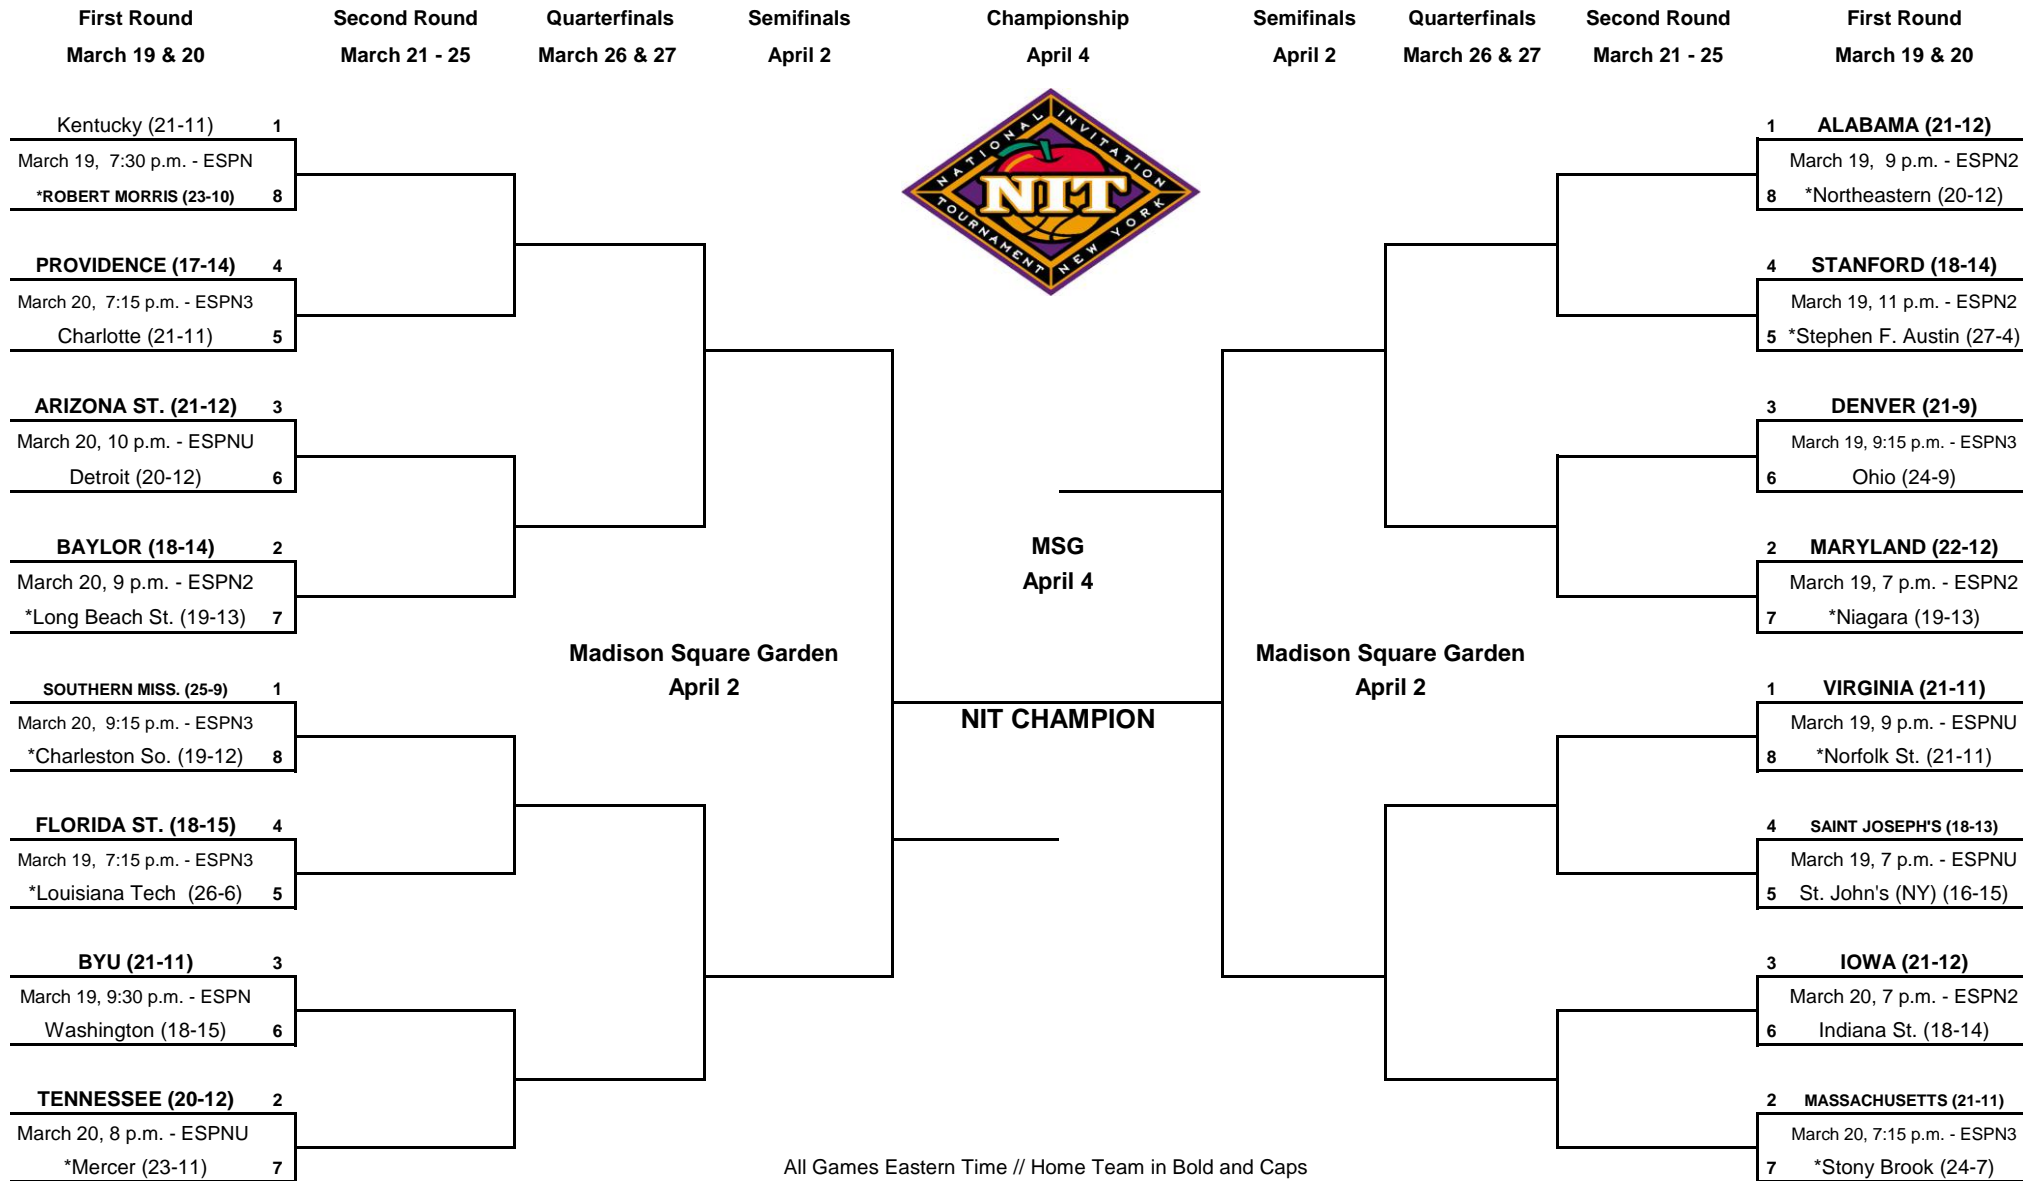 First Round Second Round Quarterfinals Semifinals Championship Semifinals Quarterfinals Second Round First Round
March 19 & 20 March 21 - 25 March 26 & 27 April 2 April 4 April 2 March 26 & 27 March 21 - 25 March 19 & 20
Kentucky (21-11) 1
March 19, 7:30 p.m. - ESPN
*ROBERT MORRIS (23-10) 8
PROVIDENCE (17-14) 4
March 20, 7:15 p.m. - ESPN3
Charlotte (21-11) 5
ARIZONA ST. (21-12) 3
March 20, 10 p.m. - ESPNU
Detroit (20-12) 6
BAYLOR (18-14) 2
March 20, 9 p.m. - ESPN2
*Long Beach St. (19-13) 7
SOUTHERN MISS. (25-9) 1
March 20, 9:15 p.m. - ESPN3
*Charleston So. (19-12) 8
FLORIDA ST. (18-15) 4
March 19, 7:15 p.m. - ESPN3
*Louisiana Tech (26-6) 5
BYU (21-11) 3
March 19, 9:30 p.m. - ESPN
Washington (18-15) 6
TENNESSEE (20-12) 2
March 20, 8 p.m. - ESPNU
*Mercer (23-11) 7
Madison Square Garden
April 2
NATIONAL INVITATION
NIT
TOURNAMENT NEW YORK
MSG
April 4
NIT CHAMPION
Madison Square Garden
April 2
1 ALABAMA (21-12)
March 19, 9 p.m. - ESPN2
8 *Northeastern (20-12)
4 STANFORD (18-14)
March 19, 11 p.m. - ESPN2
5 *Stephen F. Austin (27-4)
3 DENVER (21-9)
March 19, 9:15 p.m. - ESPN3
6 Ohio (24-9)
2 MARYLAND (22-12)
March 19, 7 p.m. - ESPN2
7 *Niagara (19-13)
1 VIRGINIA (21-11)
March 19, 9 p.m. - ESPNU
8 *Norfolk St. (21-11)
4 SAINT JOSEPH'S (18-13)
March 19, 7 p.m. - ESPNU
5 St. John's (NY) (16-15)
3 IOWA (21-12)
March 20, 7 p.m. - ESPN2
6 Indiana St. (18-14)
2 MASSACHUSETTS (21-11)
March 20, 7:15 p.m. - ESPN3
7 *Stony Brook (24-7)
All Games Eastern Time // Home Team in Bold and Caps